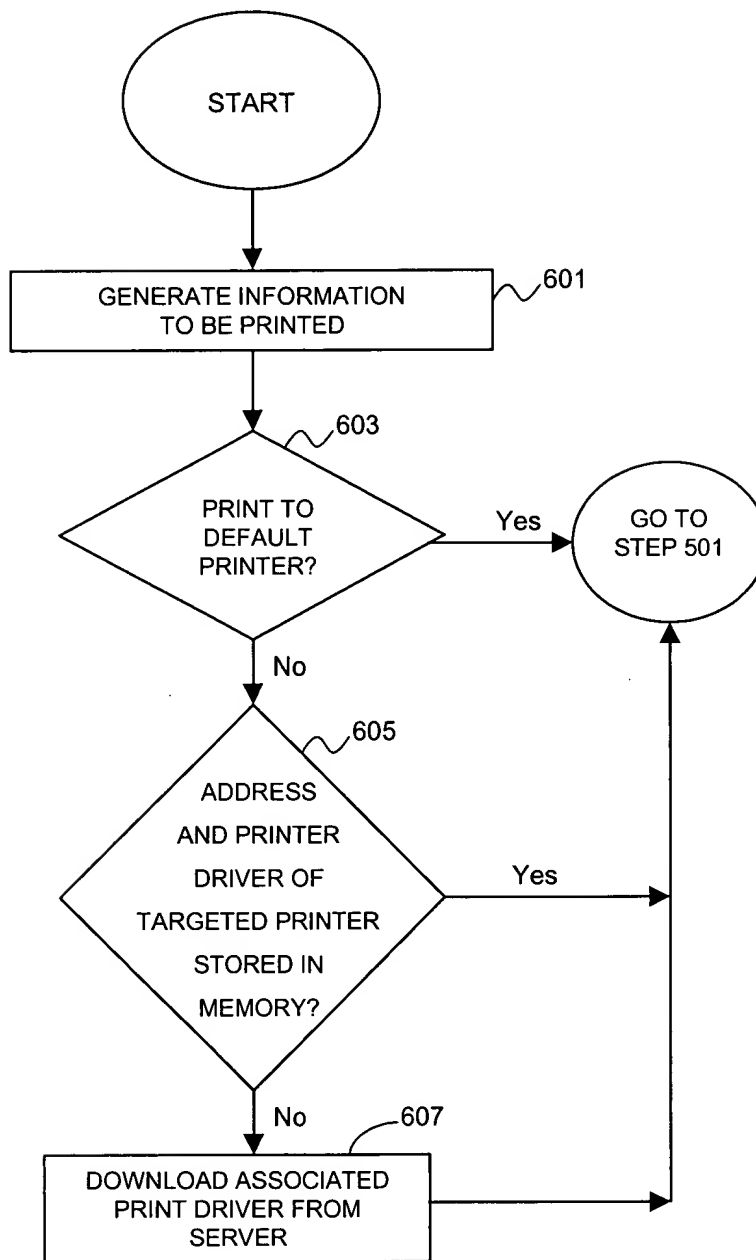 START
GENERATE INFORMATION
TO BE PRINTED
601
603
PRINT TO
DEFAULT
PRINTER?
Yes
GO TO
STEP 501
No
605
ADDRESS
AND PRINTER
DRIVER OF
TARGETED PRINTER
STORED IN
MEMORY?
Yes
No
607
DOWNLOAD ASSOCIATED
PRINT DRIVER FROM
SERVER